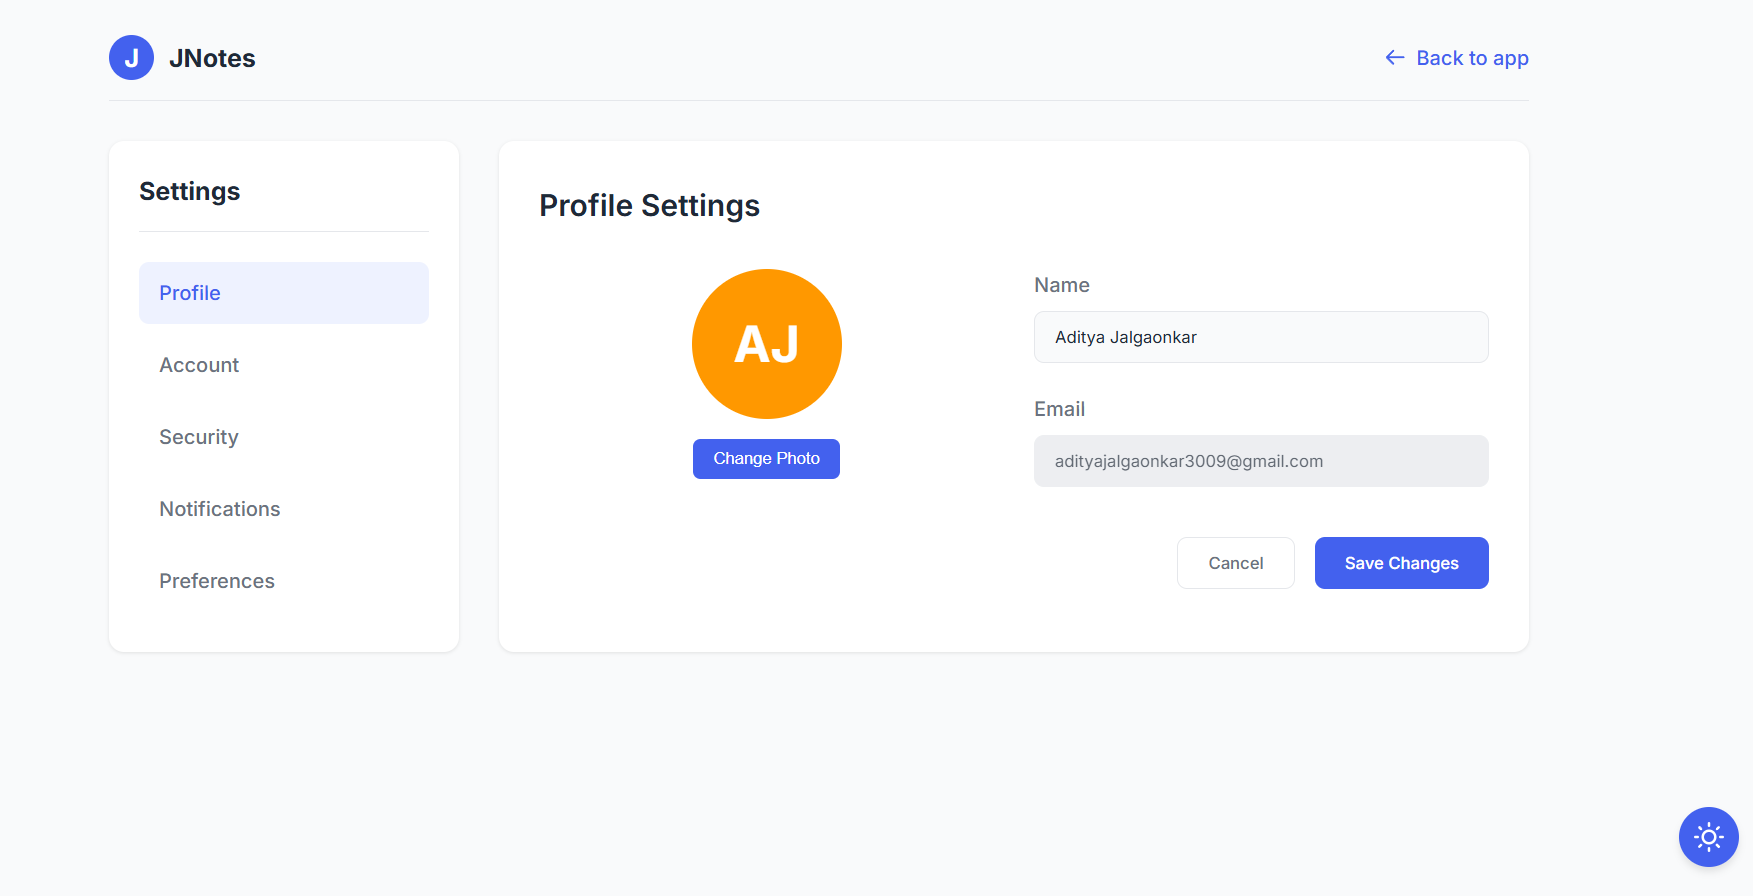 J JNotes
← Back to app
Settings
Profile
Account
Security
Notifications
Preferences
Profile Settings
AJ
Change Photo
Name
Aditya Jalgaonkar
Email
adityajalgaonkar3009@gmail.com
Cancel
Save Changes